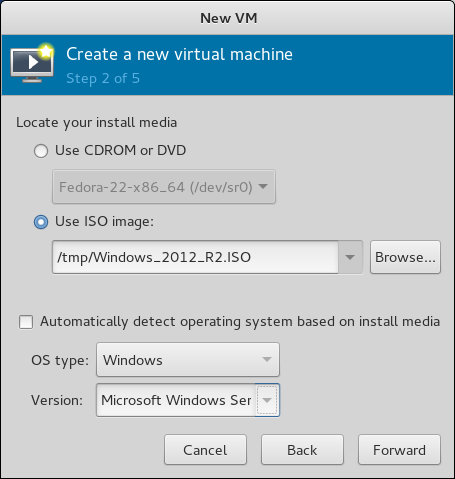 New VM
Create a new virtual machine
Step 2 of 5
Locate your install media
Use CDROM or DVD
Fedora-22-x86_64 (/dev/sr0)
Use ISO image:
/tmp/Windows_2012_R2.ISO Browse...
Automatically detect operating system based on install media
OS type: Windows
Version: Microsoft Windows Ser
Cancel Back Forward